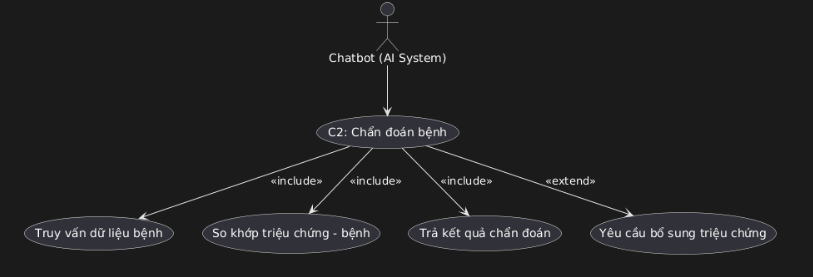 Chatbot (AI System)
C2: Chẩn đoán bệnh
«include»
«include»
«include»
«extend»
Truy vấn dữ liệu bệnh
So khớp triệu chứng - bệnh
Trả kết quả chẩn đoán
Yêu cầu bổ sung triệu chứng